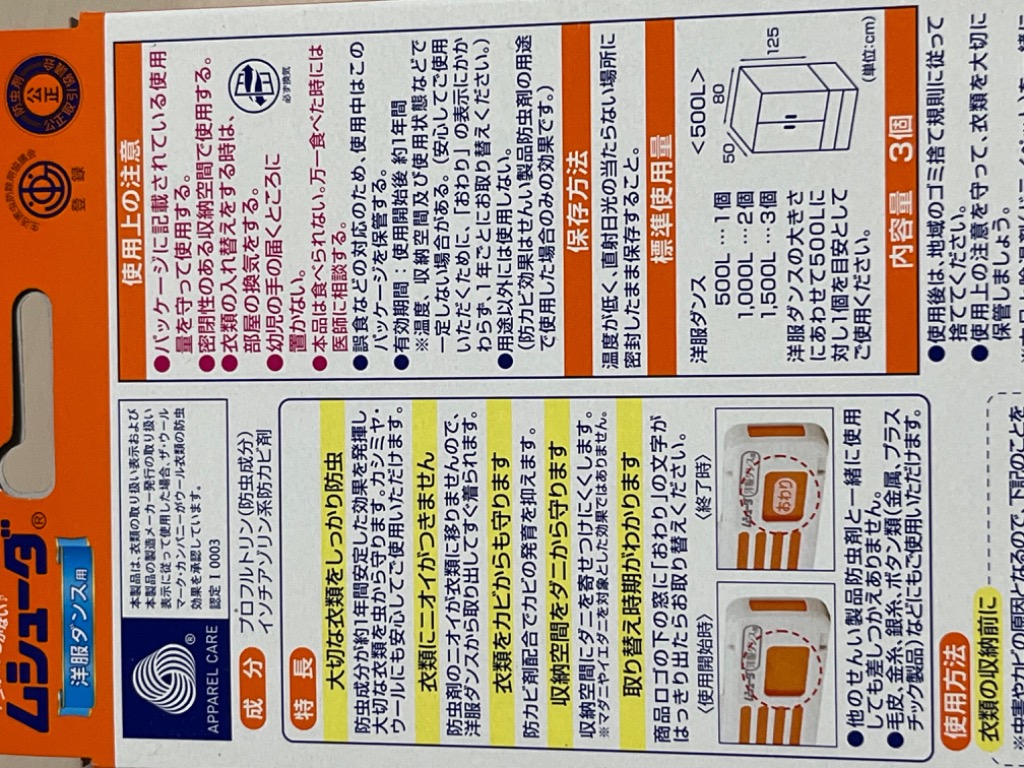 ムシューダ®
洋服ダンス用
防虫剤
公正
公正取引協議会
登録
APPAREL CARE
本製品は、衣類の取り扱い表示および
本製品の製造メーカー発行の取り扱い
表示に従って使用した場合、ザ・ウール
マーク・カンパニーがウール衣類の防虫
効果を承認しています。
認定 I 0003
成分
プロフルトリン(防虫成分)
イソチアゾリン系防カビ剤
特長
大切な衣類をしっかり防虫
防虫成分が約1年間安定した効果を発揮し
大切な衣類を虫から守ります。カシミヤ・
ウールにも安心してご使用いただけます。
衣類にニオイがつきません
防虫剤のニオイが衣類に移りませんので、
洋服ダンスから取り出してすぐ着られます。
衣類をカビからも守ります
防カビ剤配合でカビの発育を抑えます。
収納空間をダニから守ります
収納空間にダニを寄せつけにくくします。
※マダニやイエダニを対象とした効果ではありません。
取り替え時期がわかります
商品ロゴの下の窓に「おわり」の文字が
はっきり出たらお取り替えください。
〈使用開始時〉
〈終了時〉
ムシューダ
洋服ダンス用
ムシューダ
洋服ダンス用
おわり
●他のせんい製品防虫剤と一緒に使用
しても差しつかえありません。
●毛皮、金糸、銀糸、ボタン類(金属、プラス
チック製品)などにもご使用いただけます。
使用方法
衣類の収納前に
使用上の注意
●パッケージに記載されている使用
量を守って使用する。
●密閉性のある収納空間で使用する。
●衣類の入れ替えをする時は、
部屋の換気をする。
必ず換気
●幼児の手の届くところに
置かない。
●本品は食べられない。万一食べた時には
医師に相談する。
●誤食などの対応のため、使用中はこの
パッケージを保管する。
●有効期間:使用開始後 約1年間
※温度、収納空間及び使用状態などで
一定しない場合がある。(安心してご使用
いただくために、「おわり」の表示にかか
わらず、1年ごとにお取り替えください。)
●用途以外には使用しない。
(防カビ効果はせんい製品防虫剤の用途
で使用した場合のみの効果です。)
保存方法
温度が低く、直射日光の当たらない場所に
密封したまま保存すること。
標準使用量
洋服ダンス
500L …1個
1,000L …2個
1,500L …3個
洋服ダンスの大きさ
にあわせて500Lに
対し1個を目安として
ご使用ください。
<500L>
50
80
125
(単位:cm)
内容量 3個
●使用後は、地域のゴミ捨て規則に従って
捨ててください。
●使用上の注意を守って、衣類を大切に
保管しましょう。